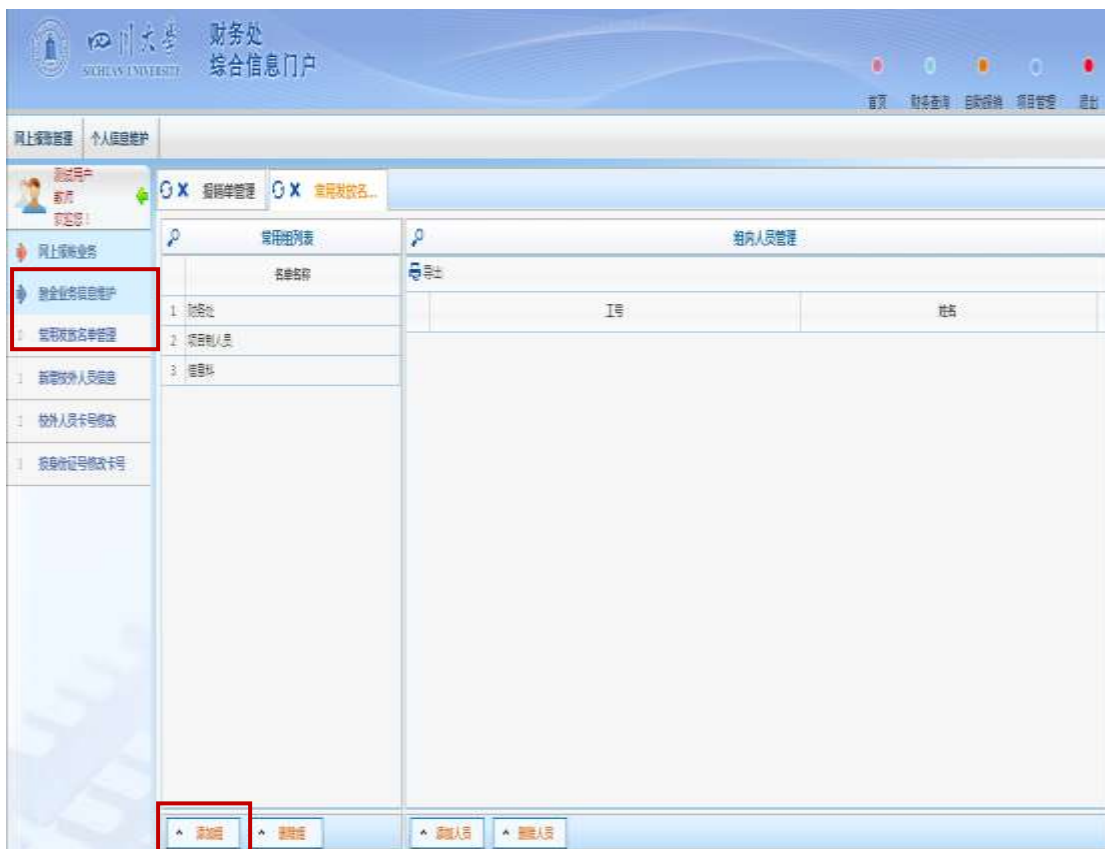 四川大学
SICHUAN UNIVERSITY
财务处
综合信息门户
首页 财务查询 自助报销 项目管理 退出
网上报账管理 个人信息维护
测试用户
教师
欢迎您！
报销单管理 常用发放名...
网上报账业务
酬金业务信息维护
常用发放名单管理
新增校外人员信息
校外人员卡号修改
按身份证号修改卡号
常用组列表
名单名称
1 财务处
2 项目制人员
3 信息科
组内人员管理
导出
工号 姓名
添加组 删除组 添加人员 删除人员